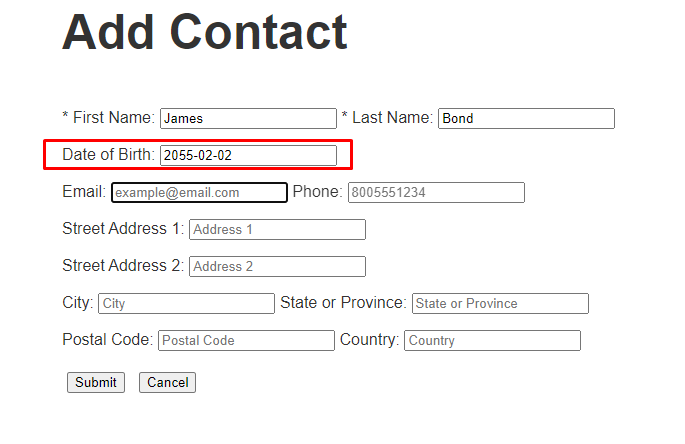 Add Contact
* First Name: James * Last Name: Bond
Date of Birth: 2055-02-02
Email: example@email.com Phone: 8005551234
Street Address 1: Address 1
Street Address 2: Address 2
City: City State or Province: State or Province
Postal Code: Postal Code Country: Country
Submit Cancel